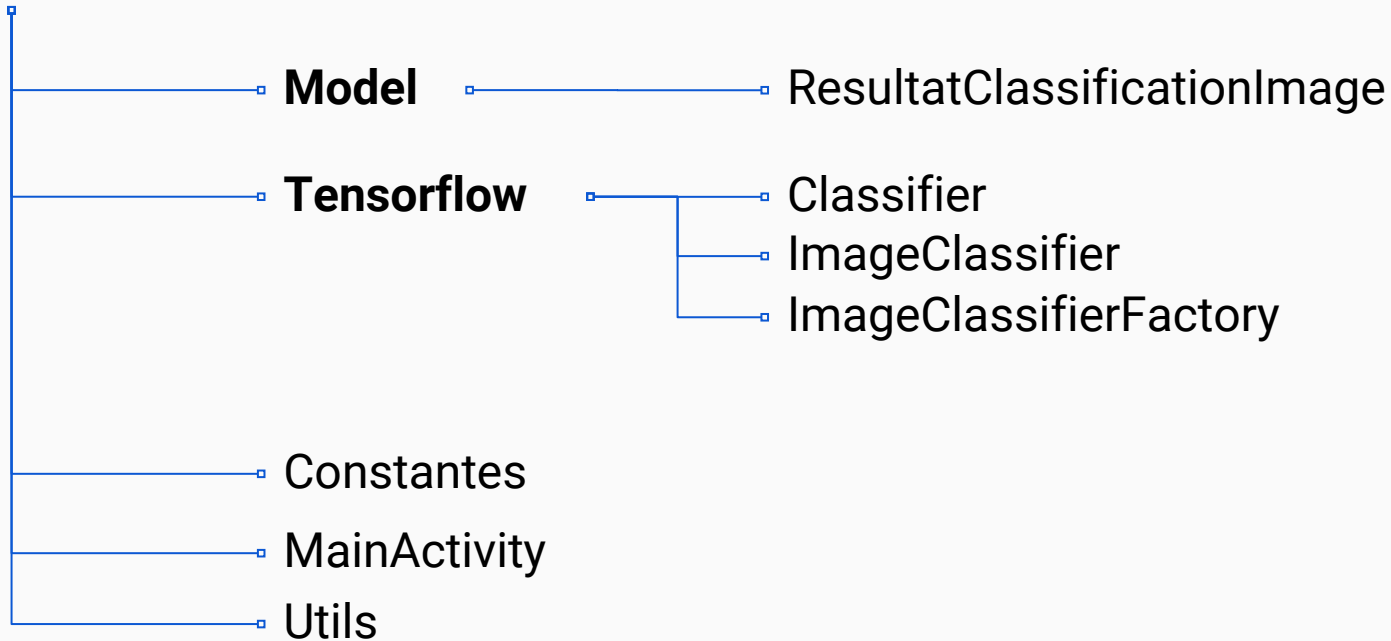 Model
ResultatClassificationImage
Tensorflow
Classifier
ImageClassifier
ImageClassifierFactory
Constantes
MainActivity
Utils